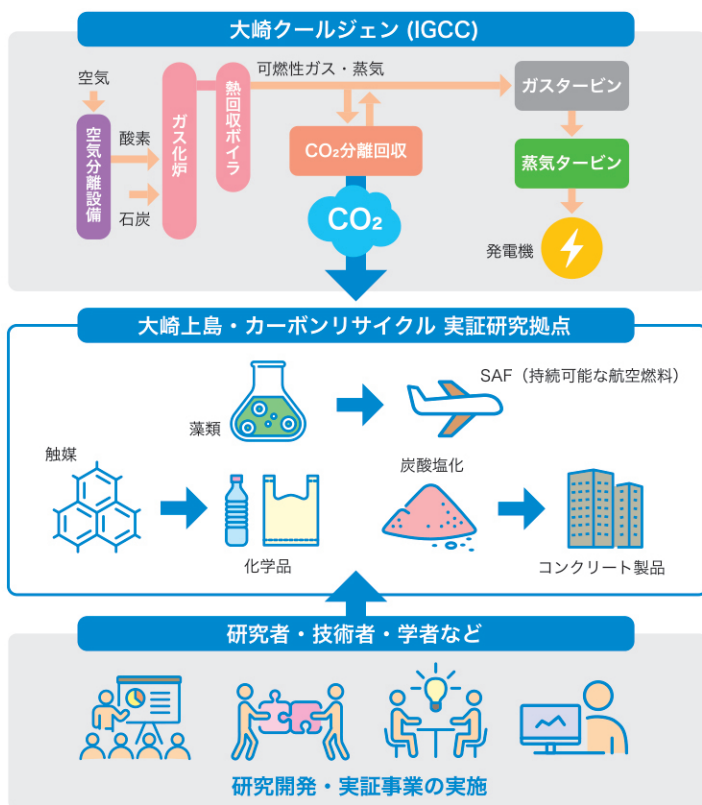 大崎クールジェン (IGCC)
空気
可燃性ガス・蒸気
空気分離設備
酸素
石炭
ガス化炉
熱回収ボイラ
CO₂分離回収
ガスタービン
蒸気タービン
発電機
CO₂
大崎上島・カーボンリサイクル 実証研究拠点
藻類
SAF（持続可能な航空燃料）
触媒
化学品
炭酸塩化
コンクリート製品
研究者・技術者・学者など
研究開発・実証事業の実施